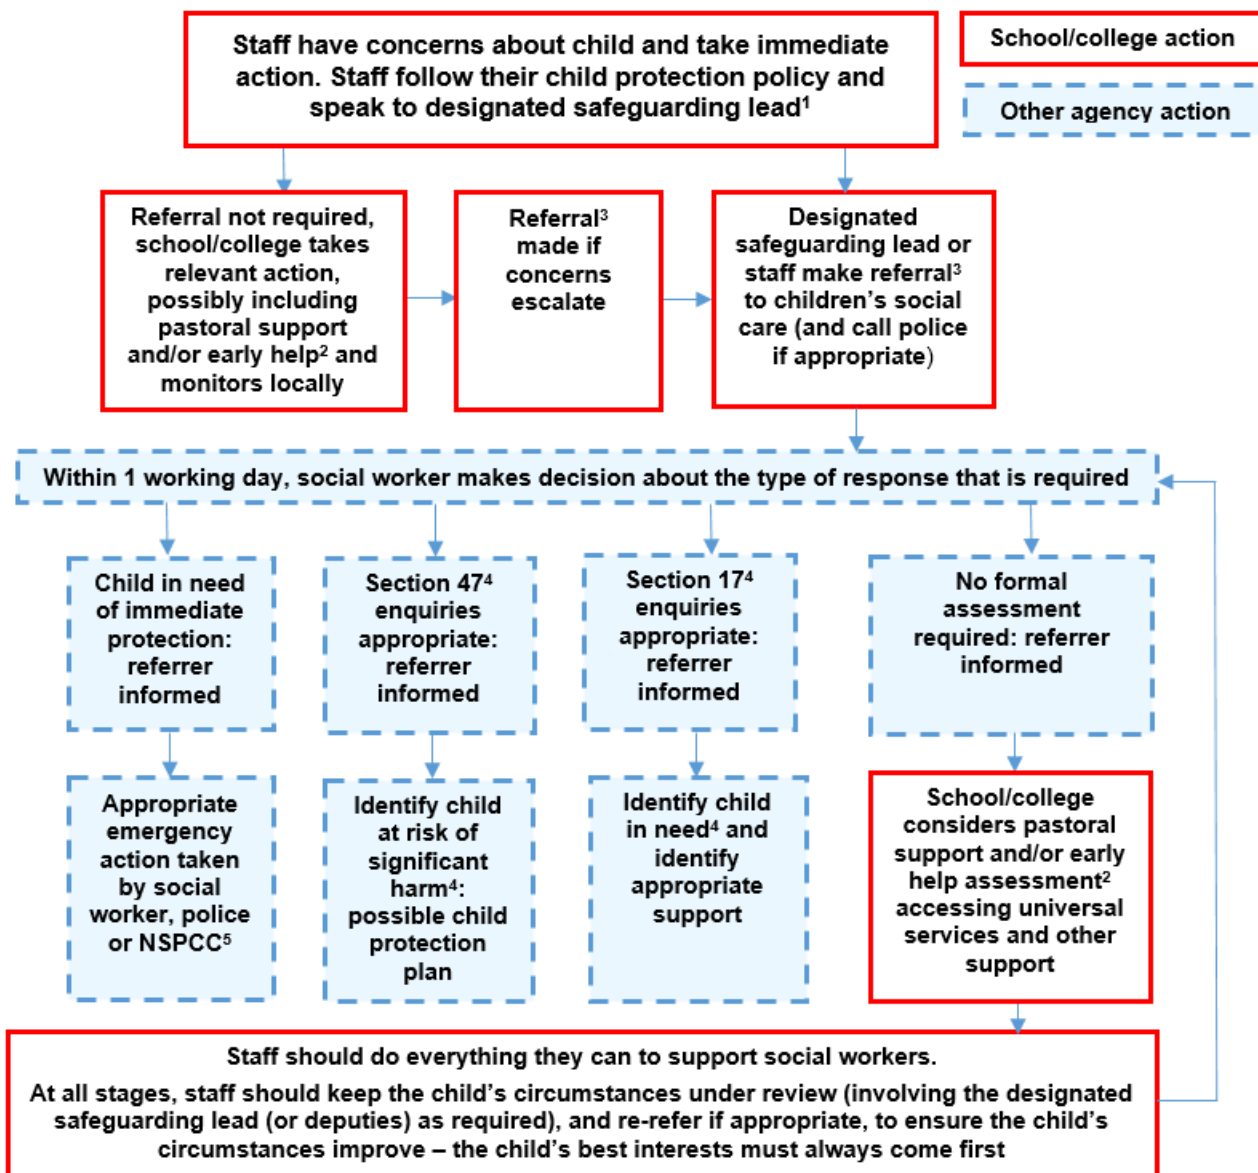 Staff have concerns about child and take immediate
action. Staff follow their child protection policy and
speak to designated safeguarding lead¹
School/college action
Other agency action
Referral not required,
school/college takes
relevant action,
possibly including
pastoral support
and/or early help² and
monitors locally
Referral³
made if
concerns
escalate
Designated
safeguarding lead or
staff make referral³
to children’s social
care (and call police
if appropriate)
Within 1 working day, social worker makes decision about the type of response that is required
Child in need
of immediate
protection:
referrer
informed
Section 47⁴
enquiries
appropriate:
referrer
informed
Section 17⁴
enquiries
appropriate:
referrer
informed
No formal
assessment
required: referrer
informed
Appropriate
emergency
action taken
by social
worker, police
or NSPCC⁵
Identify child
at risk of
significant
harm⁴:
possible child
protection
plan
Identify child
in need⁴ and
identify
appropriate
support
School/college
considers pastoral
support and/or early
help assessment²
accessing universal
services and other
support
Staff should do everything they can to support social workers.
At all stages, staff should keep the child’s circumstances under review (involving the designated
safeguarding lead (or deputies) as required), and re-refer if appropriate, to ensure the child’s
circumstances improve – the child’s best interests must always come first